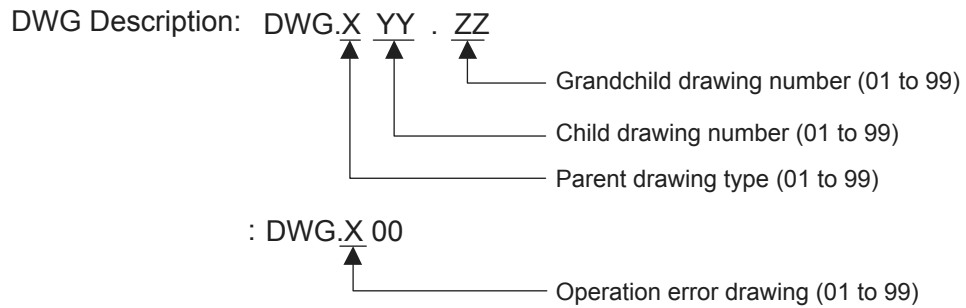 DWG Description: DWG.X YY . ZZ
Grandchild drawing number (01 to 99)
Child drawing number (01 to 99)
Parent drawing type (01 to 99)
: DWG.X 00
Operation error drawing (01 to 99)